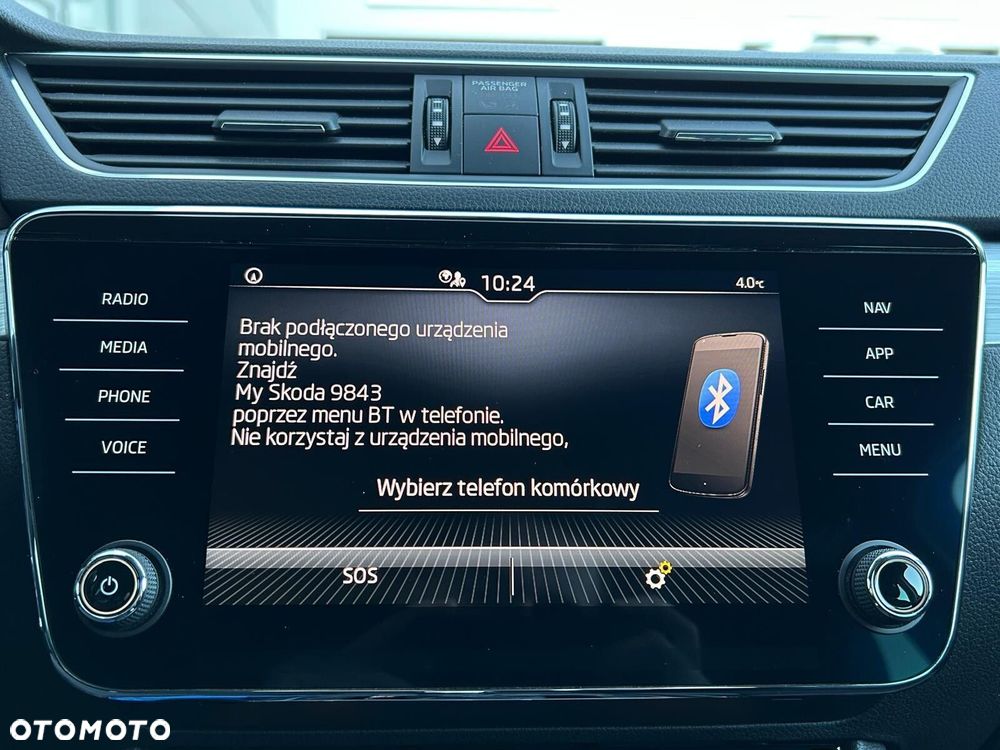 PASSENGER
AIR BAG
10:24
4.0°C
RADIO
MEDIA
PHONE
VOICE
Brak podłączonego urządzenia
mobilnego.
Znajdź
My Skoda 9843
poprzez menu BT w telefonie.
Nie korzystaj z urządzenia mobilnego,
Wybierz telefon komórkowy
SOS
NAV
APP
CAR
MENU
OTOMOTO